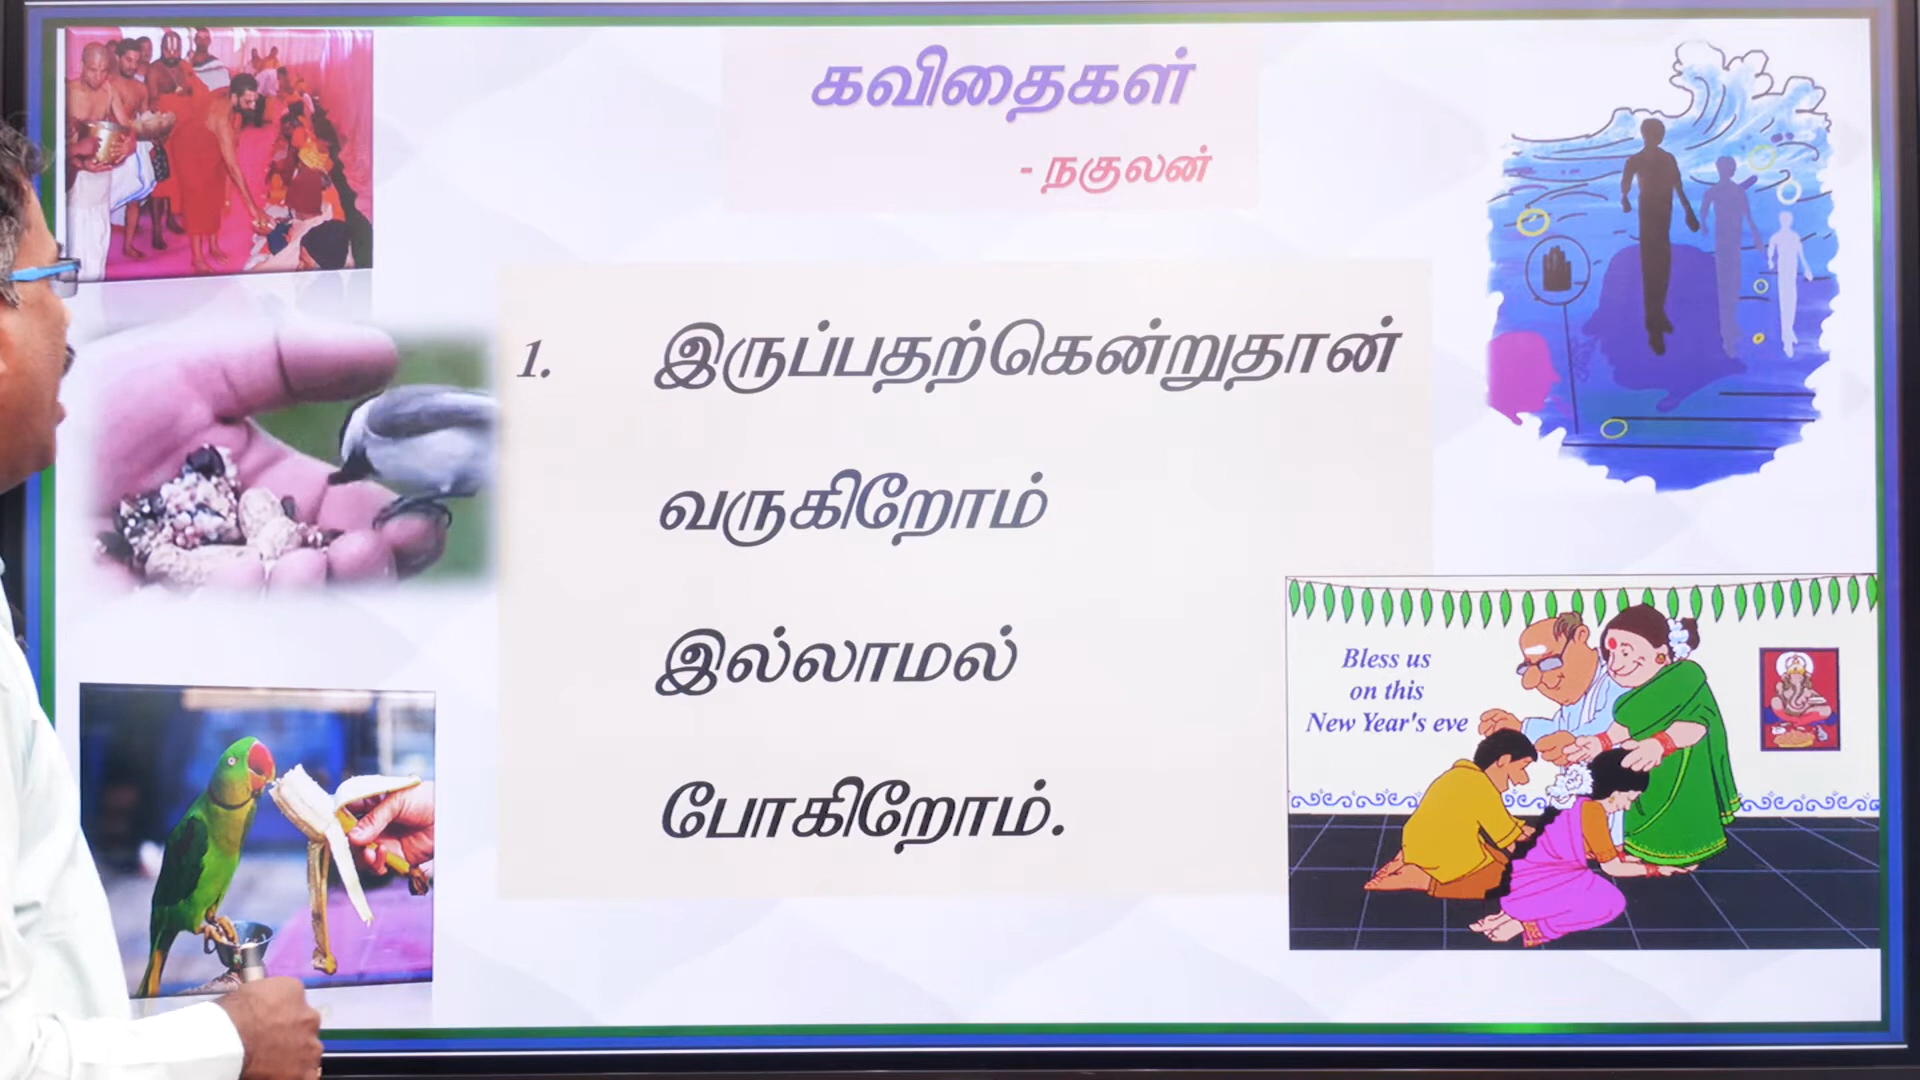 கவிதைகள்
- நகுலன்
1. இருப்பதற்கென்றுதான்
வருகிறோம்
இல்லாமல்
போகிறோம்.
Bless us
on this
New Year's eve